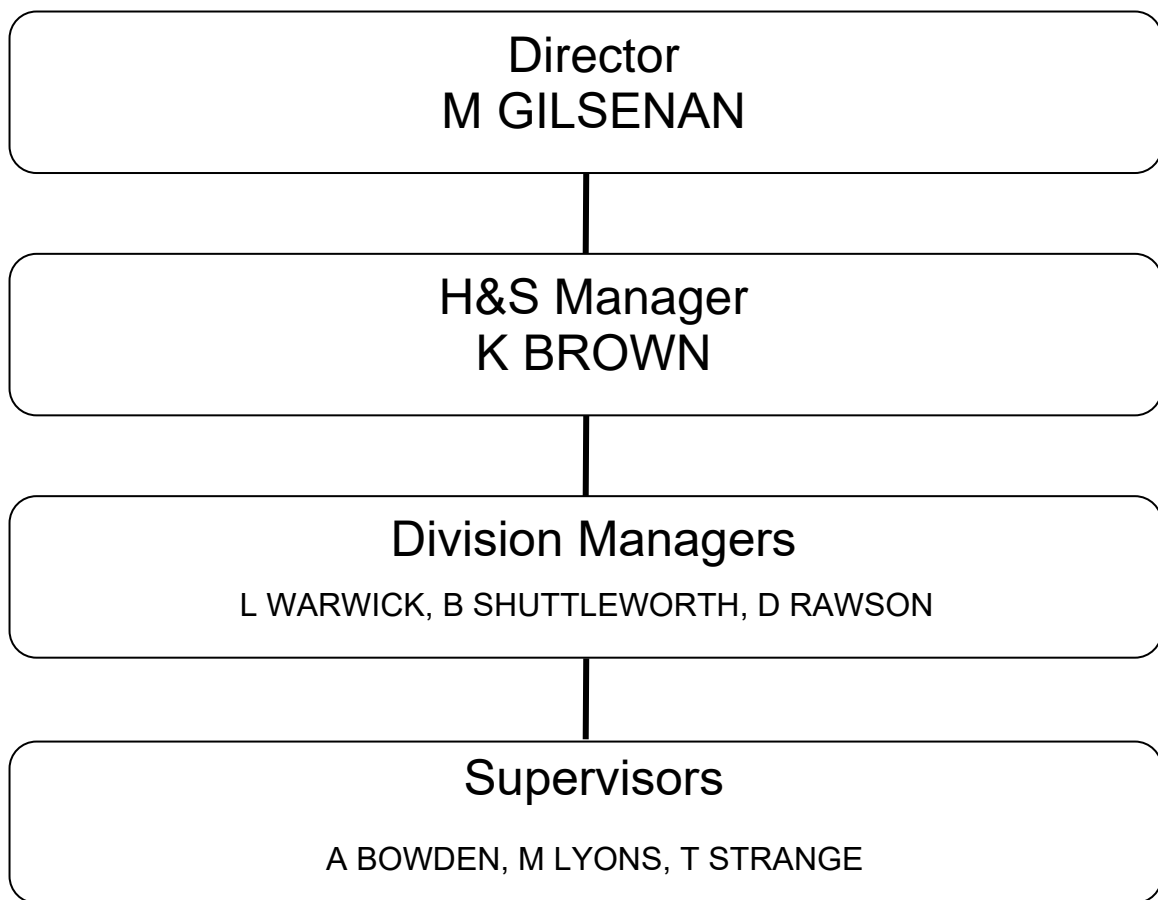 Director
M GILSENAN
H&S Manager
K BROWN
Division Managers
L WARWICK, B SHUTTLEWORTH, D RAWSON
Supervisors
A BOWDEN, M LYONS, T STRANGE